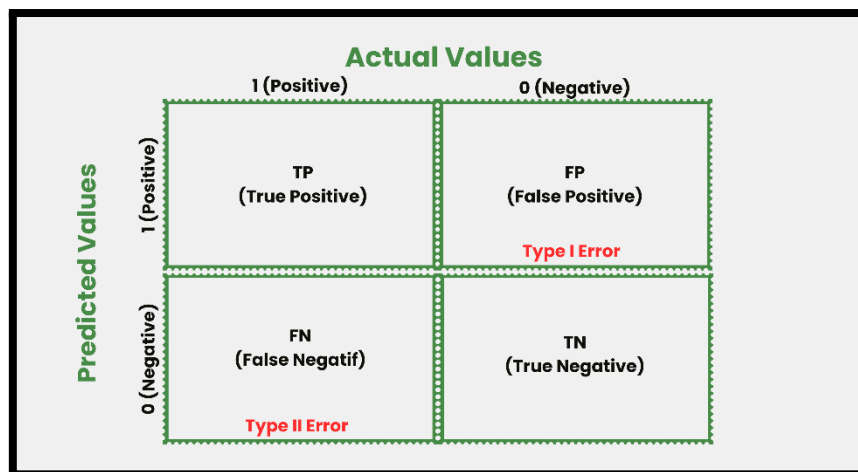 Actual Values
1 (Positive)
0 (Negative)
Predicted Values
1 (Positive)
TP
(True Positive)
FP
(False Positive)
Type I Error
0 (Negative)
FN
(False Negatif)
Type II Error
TN
(True Negative)